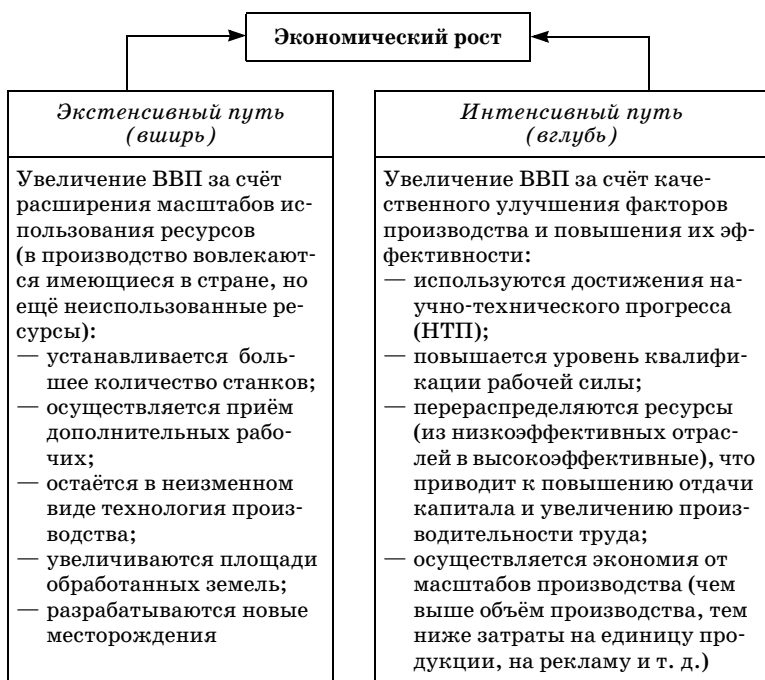 Экономический рост
Экстенсивный путь
(вширь)
Увеличение ВВП за счёт
расширения масштабов ис-
пользования ресурсов
(в производство вовлекают-
ся имеющиеся в стране, но
ещё неиспользованные ре-
сурсы):
— устанавливается боль-
шее количество станков;
— осуществляется приём
дополнительных рабо-
чих;
— остаётся в неизменном
виде технология произ-
водства;
— увеличиваются площади
обработанных земель;
— разрабатываются новые
месторождения
Интенсивный путь
(вглубь)
Увеличение ВВП за счёт каче-
ственного улучшения факторов
производства и повышения их эф-
фективности:
— используются достижения на-
учно-технического прогресса
(НТП);
— повышается уровень квалифи-
кации рабочей силы;
— перераспределяются ресурсы
(из низкоэффективных отрас-
лей в высокоэффективные), что
приводит к повышению отдачи
капитала и увеличению произ-
водительности труда;
— осуществляется экономия от
масштабов производства (чем
выше объём производства, тем
ниже затраты на единицу про-
дукции, на рекламу и т. д.)